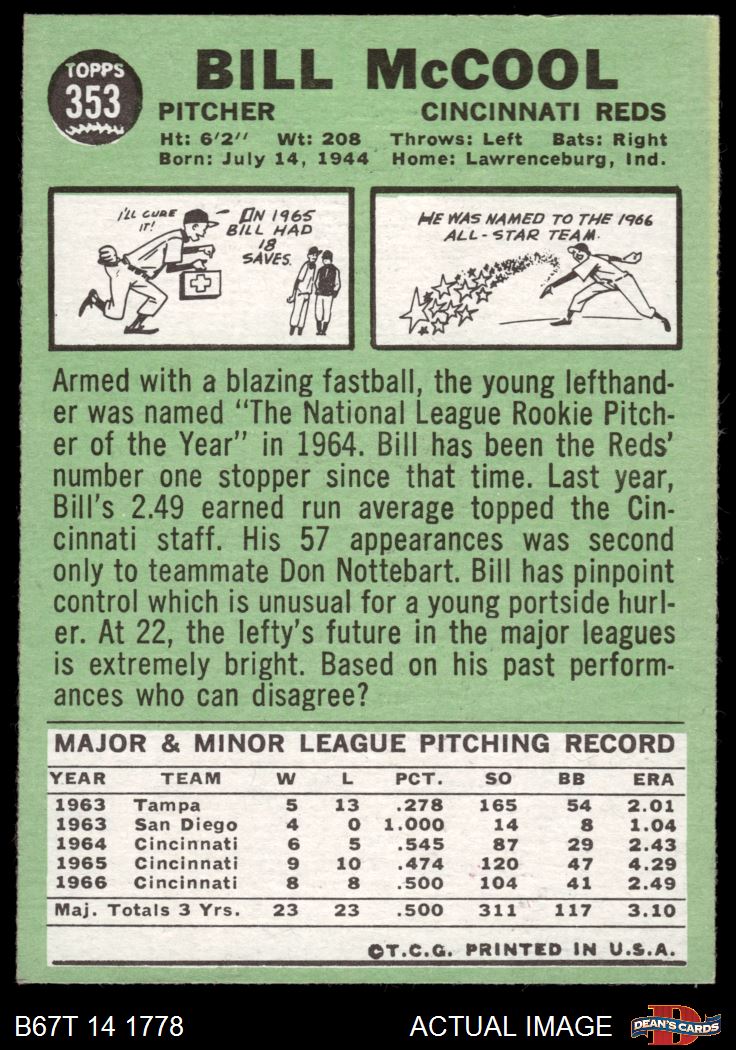 TOPPS
353
BILL McCOOL
PITCHER CINCINNATI REDS
Ht: 6'2" Wt: 208 Throws: Left Bats: Right
Born: July 14, 1944 Home: Lawrenceburg, Ind.
I'LL CURE IT!
IN 1965
BILL HAD
18
SAVES.
HE WAS NAMED TO THE 1966
ALL-STAR TEAM.
Armed with a blazing fastball, the young lefthand-
er was named "The National League Rookie Pitch-
er of the Year" in 1964. Bill has been the Reds'
number one stopper since that time. Last year,
Bill's 2.49 earned run average topped the Cin-
cinnati staff. His 57 appearances was second
only to teammate Don Nottebart. Bill has pinpoint
control which is unusual for a young portside hurl-
er. At 22, the lefty's future in the major leagues
is extremely bright. Based on his past perform-
ances who can disagree?
MAJOR & MINOR LEAGUE PITCHING RECORD
YEAR TEAM W L PCT. SO BB ERA
1963 Tampa 5 13 .278 165 54 2.01
1963 San Diego 4 0 1.000 14 8 1.04
1964 Cincinnati 6 5 .545 87 29 2.43
1965 Cincinnati 9 10 .474 120 47 4.29
1966 Cincinnati 8 8 .500 104 41 2.49
Maj. Totals 3 Yrs. 23 23 .500 311 117 3.10
©T.C.G. PRINTED IN U.S.A.
B67T 14 1778 ACTUAL IMAGE DEAN'S CARDS